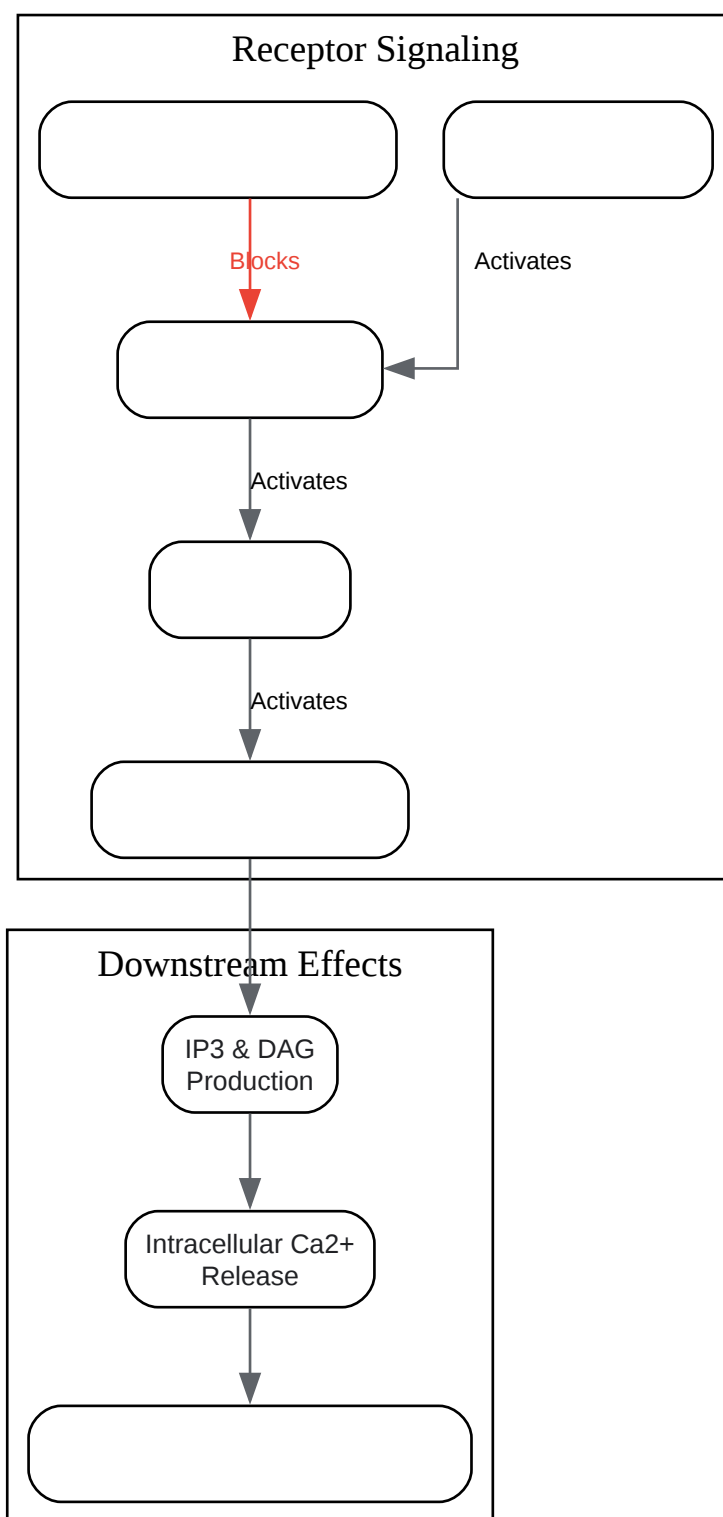 Receptor Signaling
Blocks
Activates
Activates
Activates
Downstream Effects
IP3 & DAG
Production
Intracellular Ca2+
Release